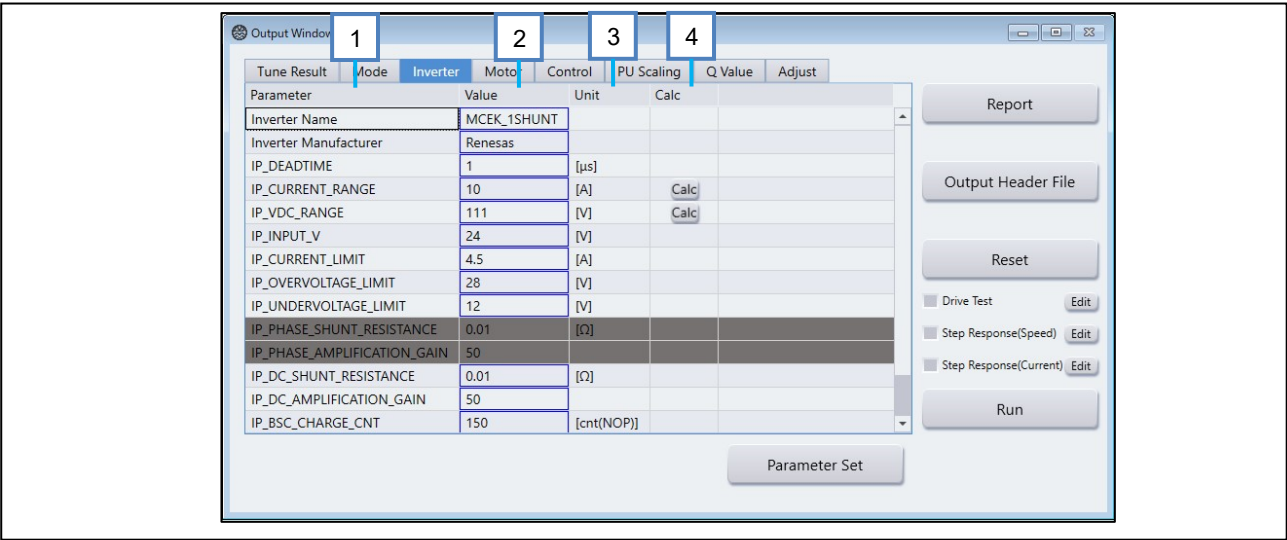 1 2 3 4
Output Window
Tune Result Mode Inverter Motor Control PU Scaling Q Value Adjust
Parameter Value Unit Calc
Inverter Name MCEK_1SHUNT
Inverter Manufacturer Renesas
IP_DEADTIME 1 [μs]
IP_CURRENT_RANGE 10 [A] Calc
IP_VDC_RANGE 111 [V] Calc
IP_INPUT_V 24 [V]
IP_CURRENT_LIMIT 4.5 [A]
IP_OVERVOLTAGE_LIMIT 28 [V]
IP_UNDERVOLTAGE_LIMIT 12 [V]
IP_PHASE_SHUNT_RESISTANCE 0.01 [Ω]
IP_PHASE_AMPLIFICATION_GAIN 50
IP_DC_SHUNT_RESISTANCE 0.01 [Ω]
IP_DC_AMPLIFICATION_GAIN 50
IP_BSC_CHARGE_CNT 150 [cnt(NOP)]
Parameter Set
Report
Output Header File
Reset
Drive Test Edit
Step Response(Speed) Edit
Step Response(Current) Edit
Run